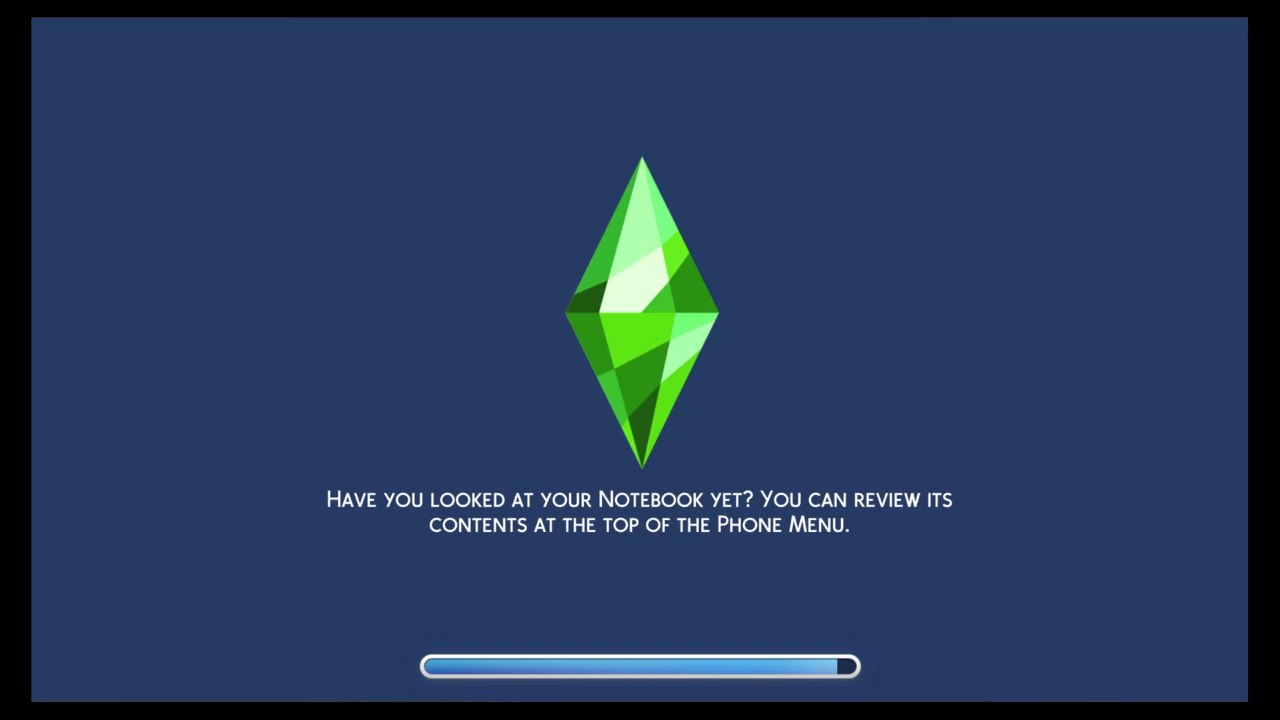 Have you looked at your Notebook yet? You can review its
contents at the top of the Phone Menu.